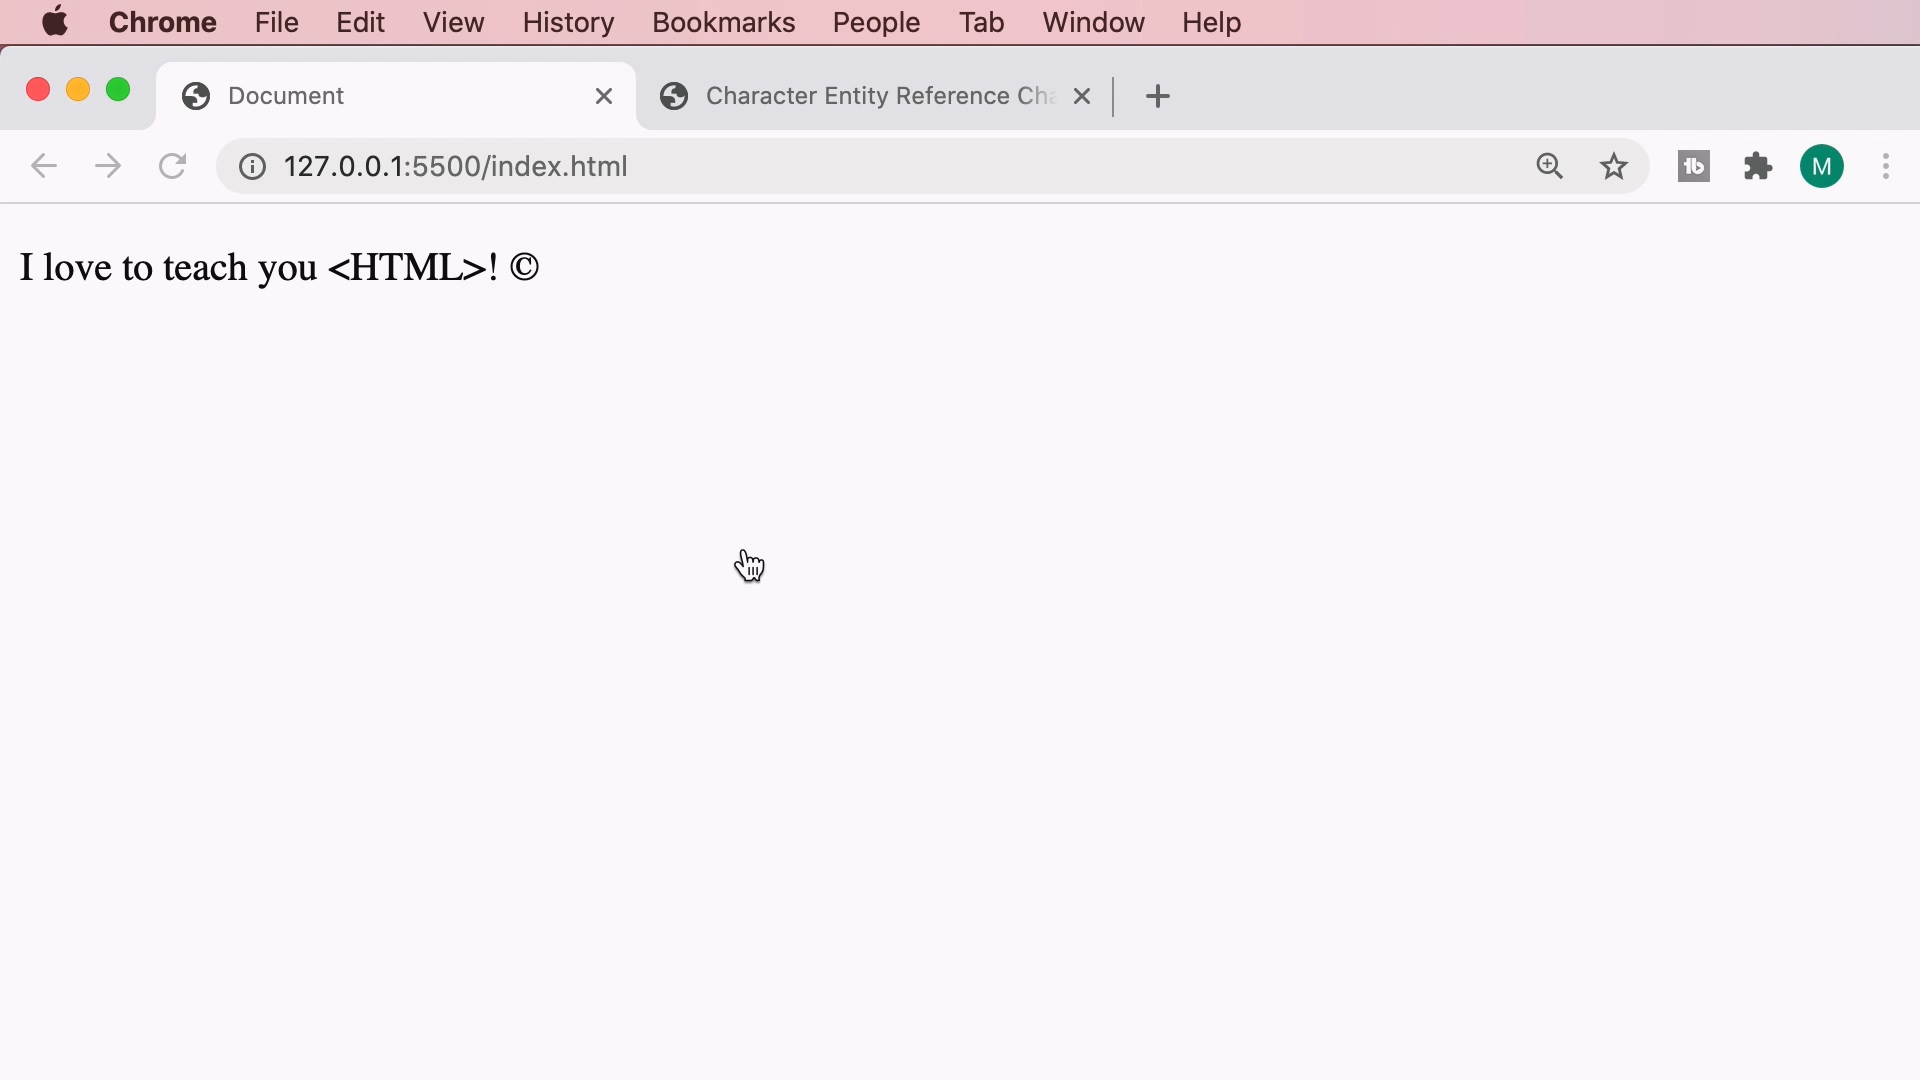 Chrome File Edit View History Bookmarks People Tab Window Help
Document Character Entity Reference Cha
127.0.0.1:5500/index.html M
I love to teach you <HTML>! ©